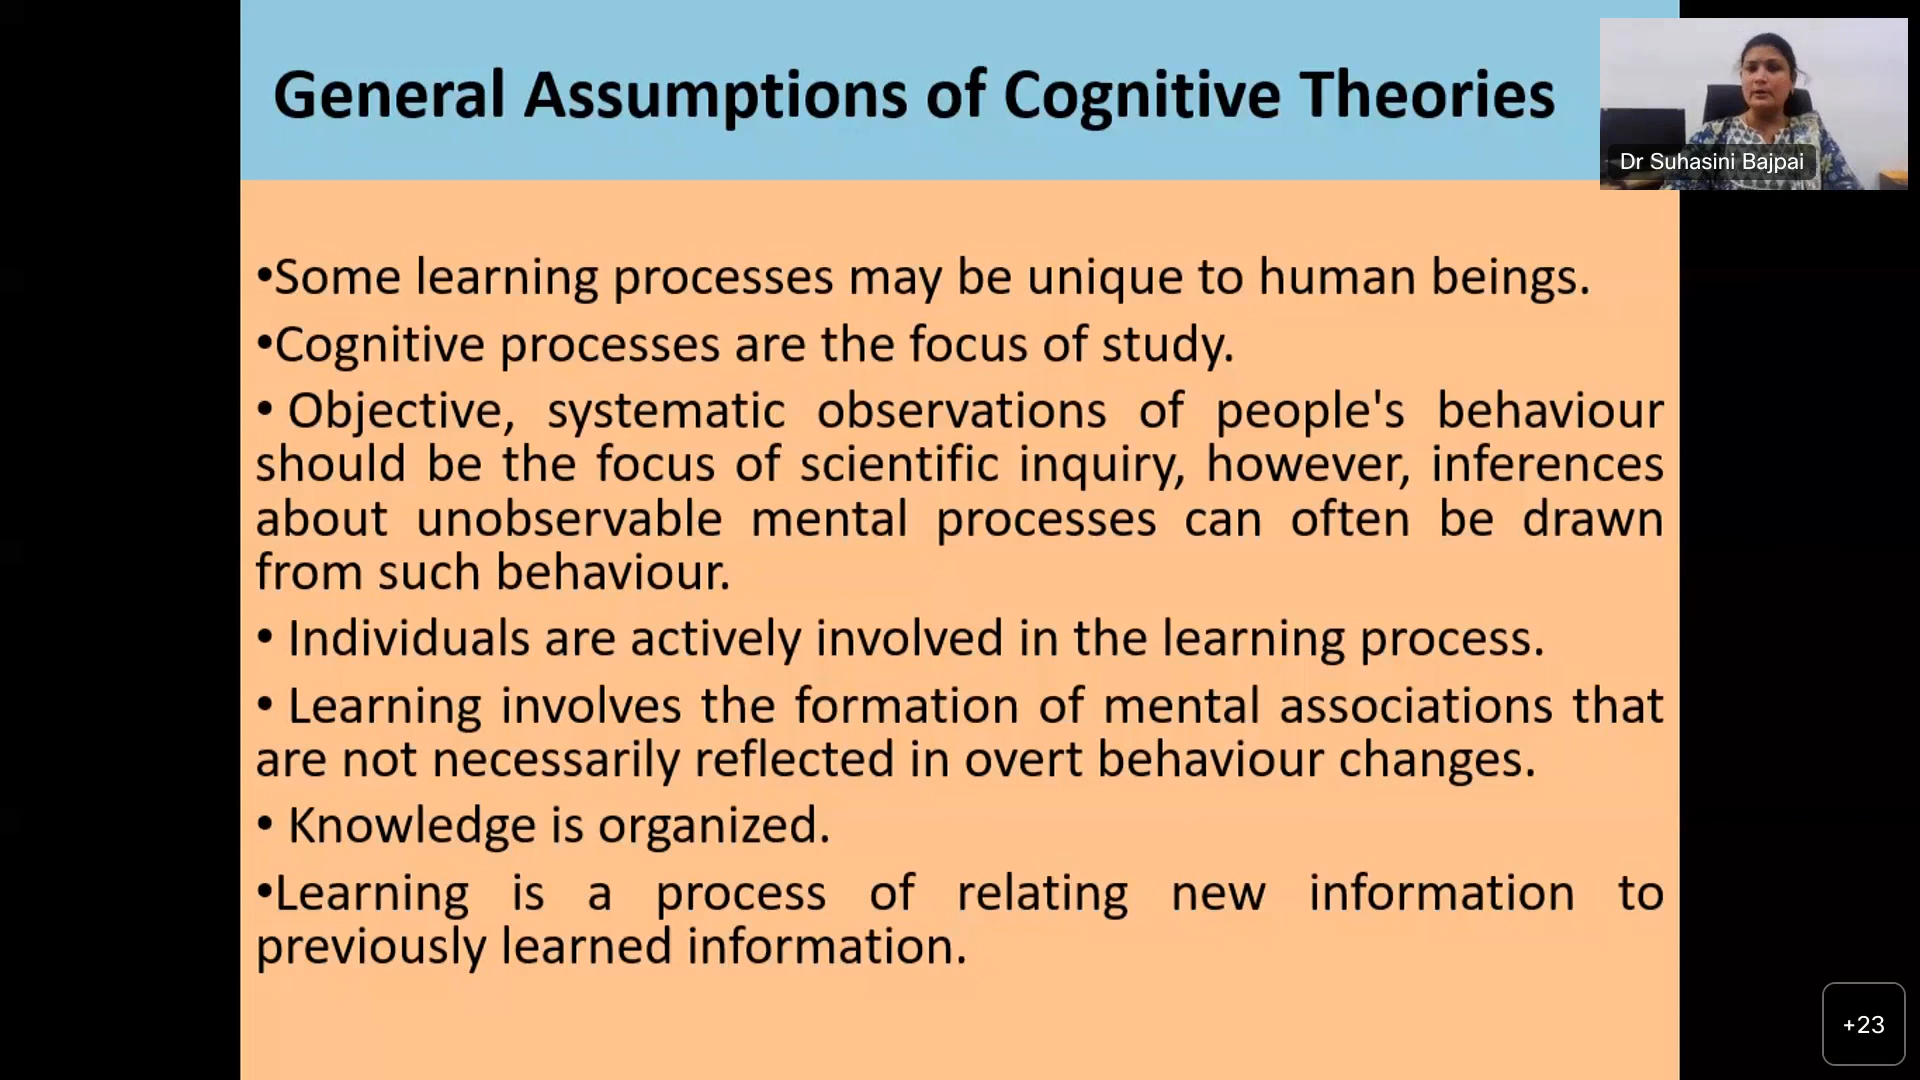 General Assumptions of Cognitive Theories
Dr Suhasini Bajpai
•Some learning processes may be unique to human beings.
•Cognitive processes are the focus of study.
• Objective, systematic observations of people's behaviour
should be the focus of scientific inquiry, however, inferences
about unobservable mental processes can often be drawn
from such behaviour.
• Individuals are actively involved in the learning process.
• Learning involves the formation of mental associations that
are not necessarily reflected in overt behaviour changes.
• Knowledge is organized.
•Learning is a process of relating new information to
previously learned information.
+23